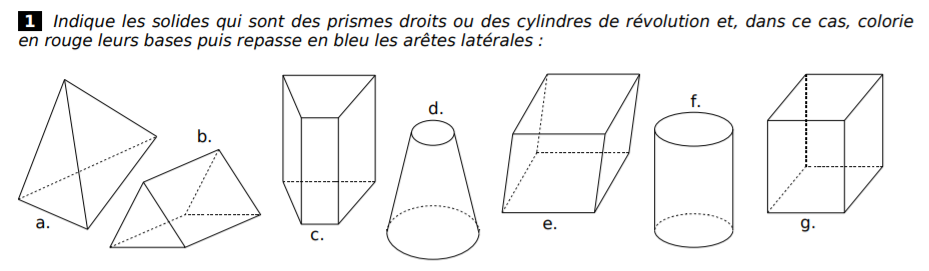 1 Indique les solides qui sont des prismes droits ou des cylindres de révolution et, dans ce cas, colorie
en rouge leurs bases puis repasse en bleu les arêtes latérales :
a.
b.
c.
d.
e.
f.
g.